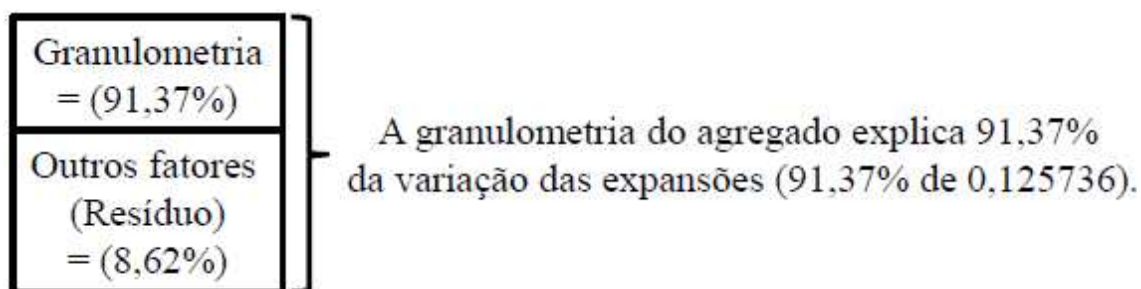 Granulometria
= (91,37%)
Outros fatores
(Resíduo)
= (8,62%)
A granulometria do agregado explica 91,37%
da variação das expansões (91,37% de 0,125736).